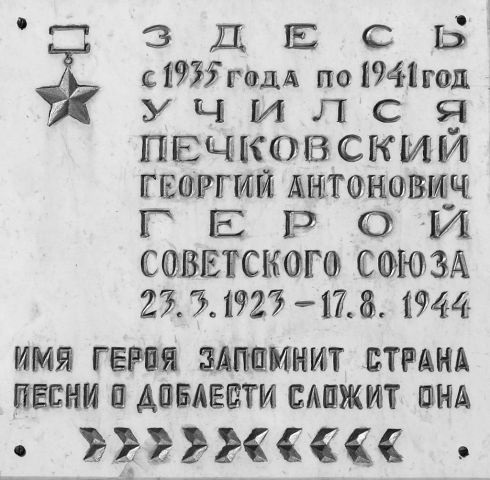 ЗДЕСЬ
с 1935 года по 1941 год
УЧИЛСЯ
ПЕЧКОВСКИЙ
ГЕОРГИЙ АНТОНОВИЧ
ГЕРОЙ
СОВЕТСКОГО СОЮЗА
23.3.1923 – 17.8. 1944
ИМЯ ГЕРОЯ ЗАПОМНИТ СТРАНА
ПЕСНИ О ДОБЛЕСТИ СЛОЖИТ ОНА